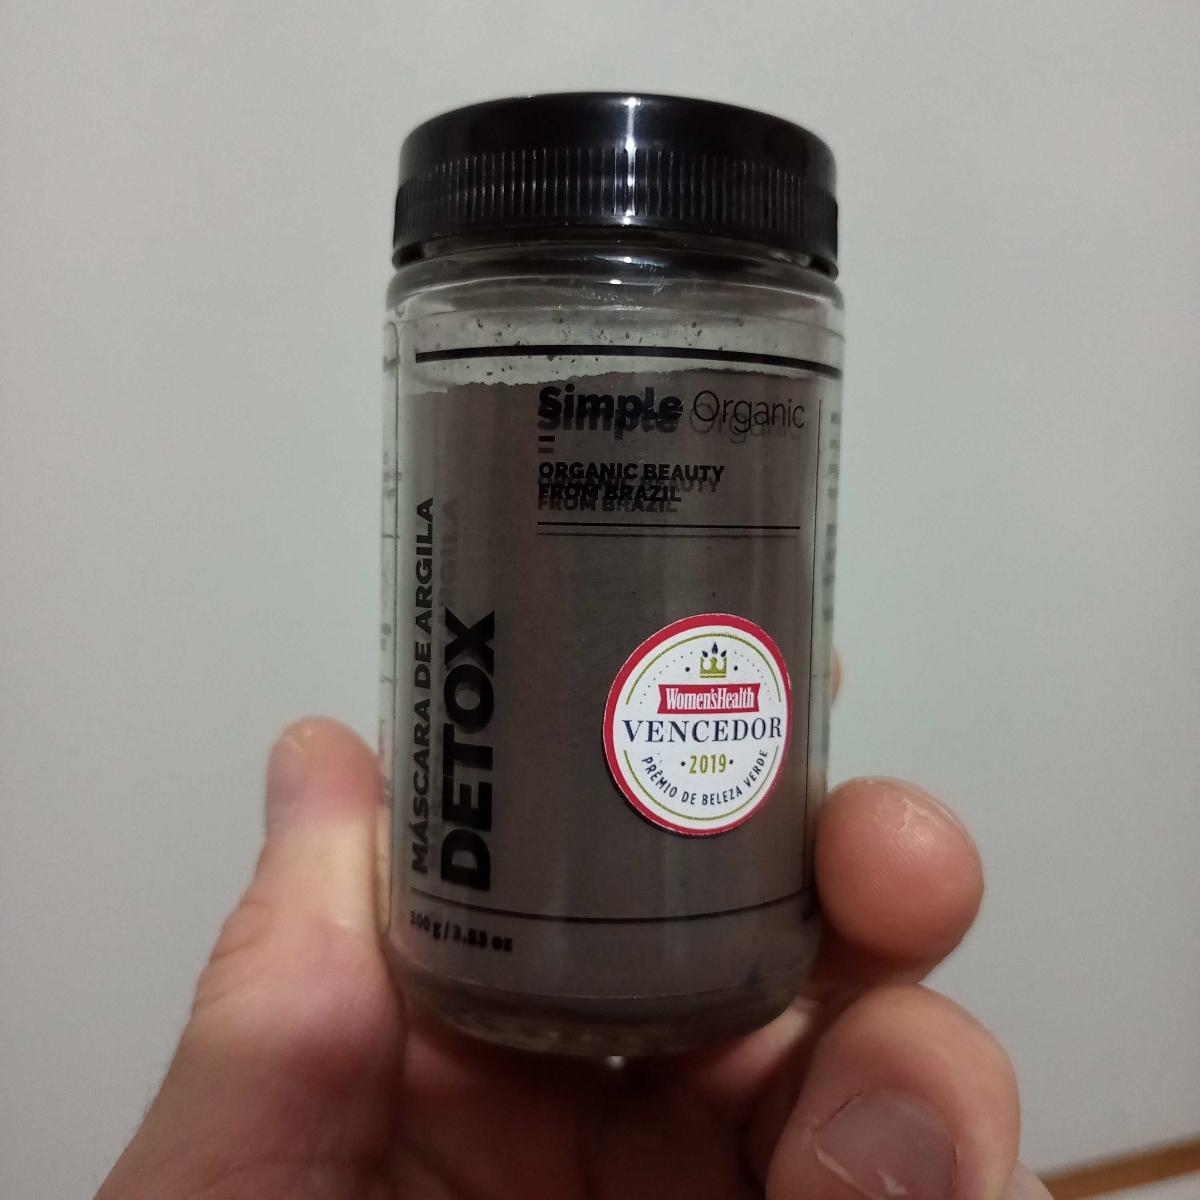 Simple Organic
ORGANIC BEAUTY
FROM BRAZIL
MÁSCARA DE ARGILA
DETOX
Women'sHealth
VENCEDOR
•2019•
PRÊMIO DE BELEZA VERDE
100 g / 3.53 oz